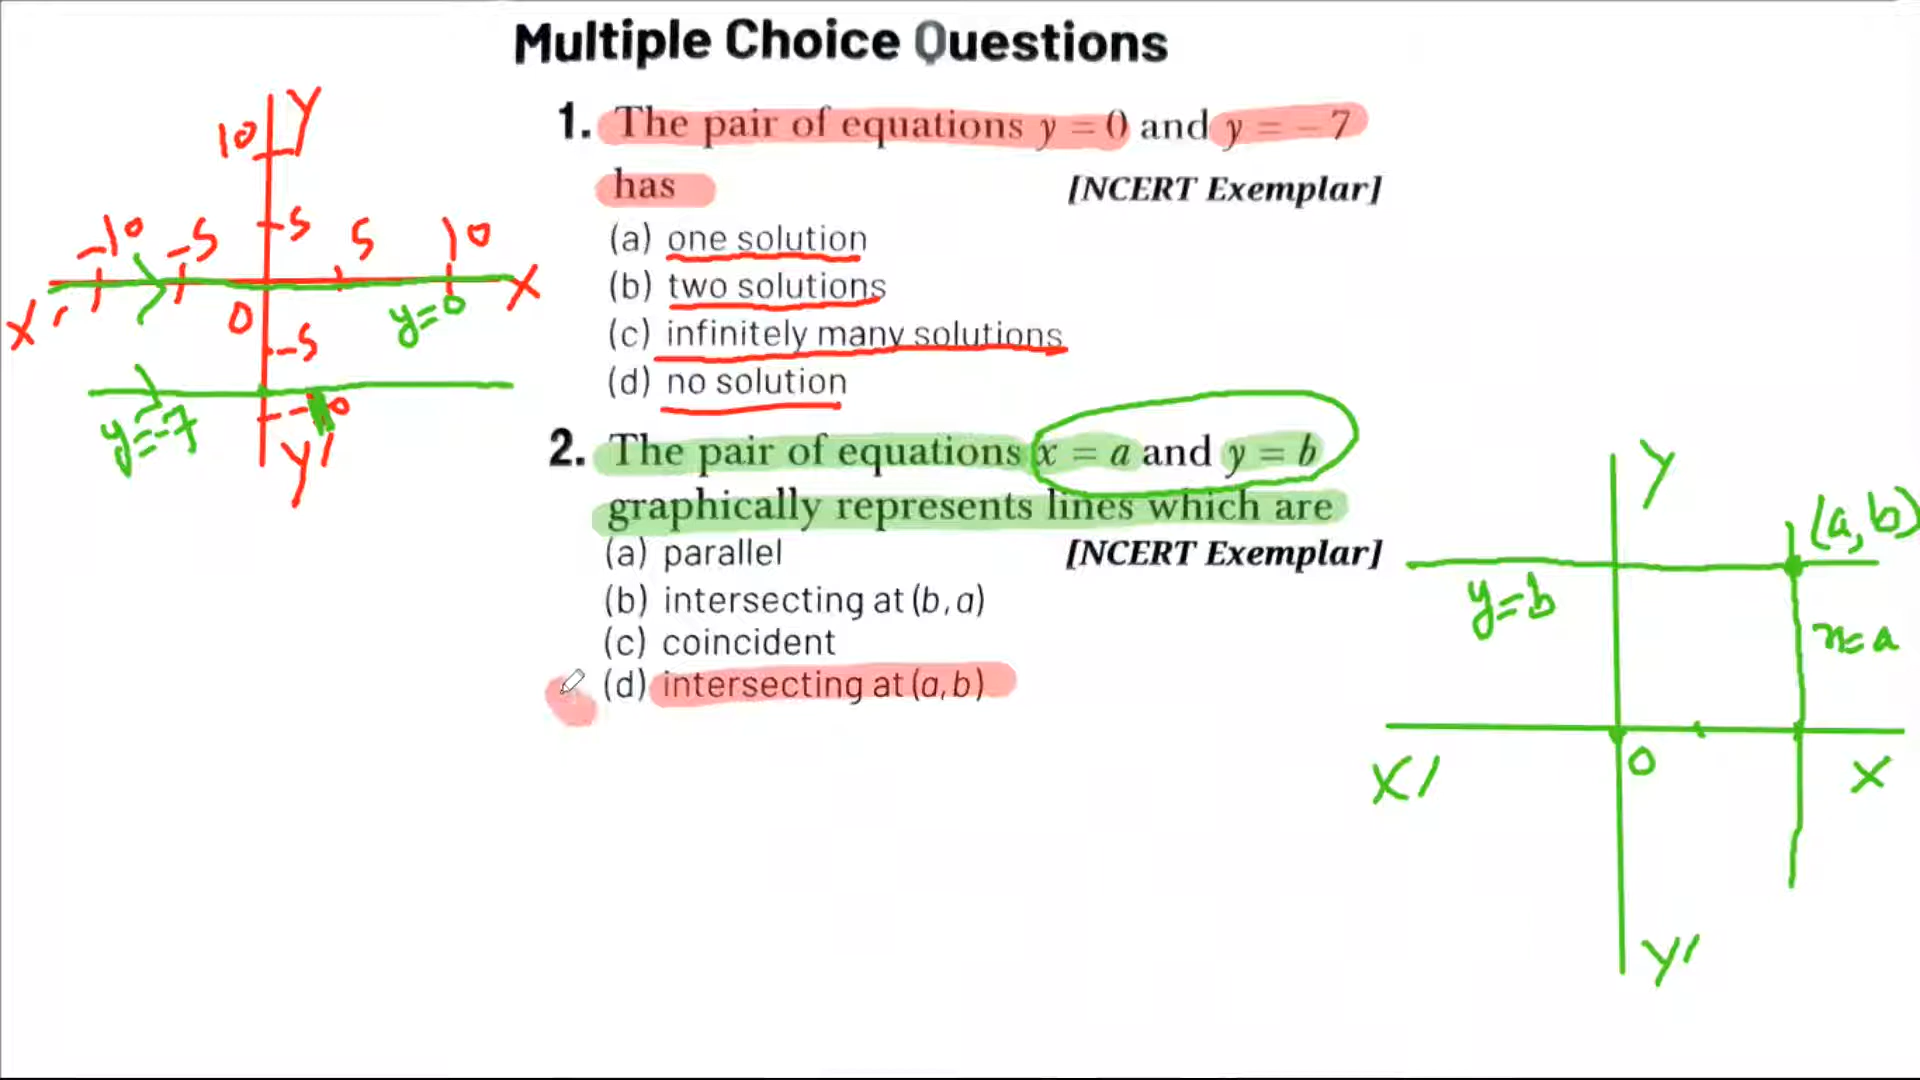 Multiple Choice Questions
1. The pair of equations y = 0 and y = – 7
has [NCERT Exemplar]
(a) one solution
(b) two solutions
(c) infinitely many solutions
(d) no solution
2. The pair of equations x = a and y = b
graphically represents lines which are
(a) parallel [NCERT Exemplar]
(b) intersecting at (b, a)
(c) coincident
(d) intersecting at (a, b)
Y
10
5
-10 -5 5 10
X' 0 X
y=0
-5
y=-7
Y'
Y
(a, b)
y=b
x=a
X' 0 X
Y'